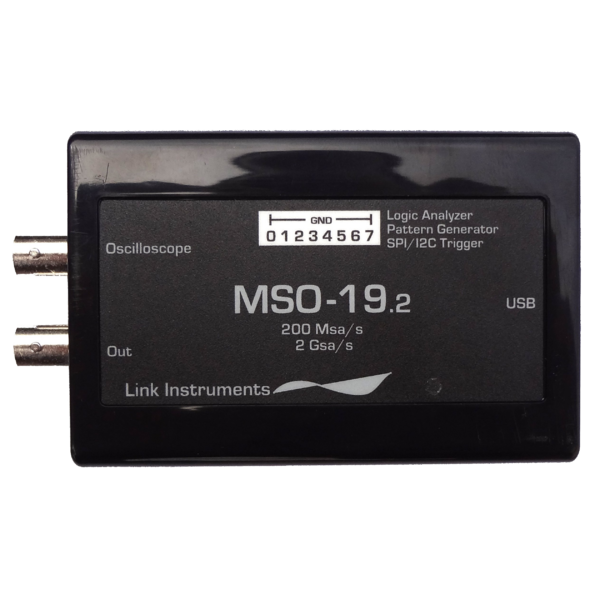 GND
01234567
Logic Analyzer
Pattern Generator
SPI/I2C Trigger
Oscilloscope
MSO-19.2
USB
200 Msa/s
2 Gsa/s
Out
Link Instruments